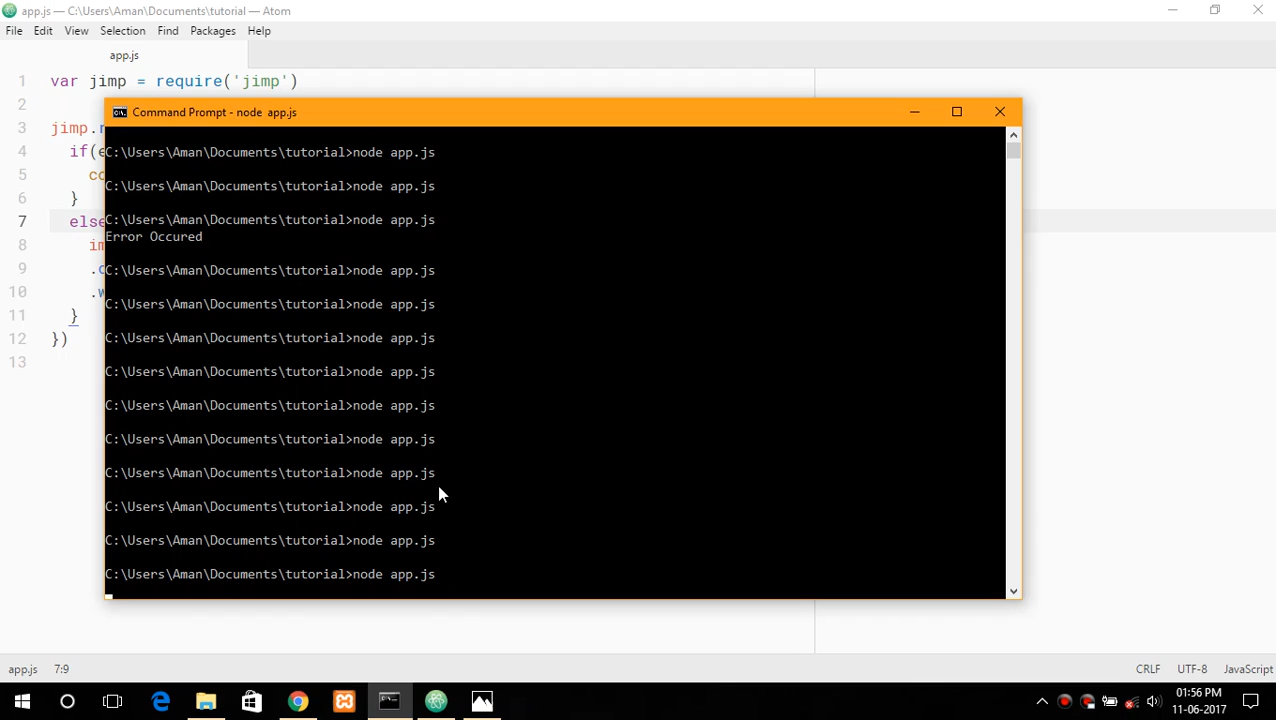 app.js — C:\Users\Aman\Documents\tutorial — Atom
File Edit View Selection Find Packages Help
app.js
1 var jimp = require('jimp')
2
Command Prompt - node app.js
3 jimp.
4 if(
5
6 }
7 else
8
9
10
11 }
12 })
13
C:\Users\Aman\Documents\tutorial>node app.js
C:\Users\Aman\Documents\tutorial>node app.js
C:\Users\Aman\Documents\tutorial>node app.js
Error Occured
C:\Users\Aman\Documents\tutorial>node app.js
C:\Users\Aman\Documents\tutorial>node app.js
C:\Users\Aman\Documents\tutorial>node app.js
C:\Users\Aman\Documents\tutorial>node app.js
C:\Users\Aman\Documents\tutorial>node app.js
C:\Users\Aman\Documents\tutorial>node app.js
C:\Users\Aman\Documents\tutorial>node app.js
C:\Users\Aman\Documents\tutorial>node app.js
C:\Users\Aman\Documents\tutorial>node app.js
C:\Users\Aman\Documents\tutorial>node app.js
app.js 7:9 CRLF UTF-8 JavaScript
01:56 PM
11-06-2017